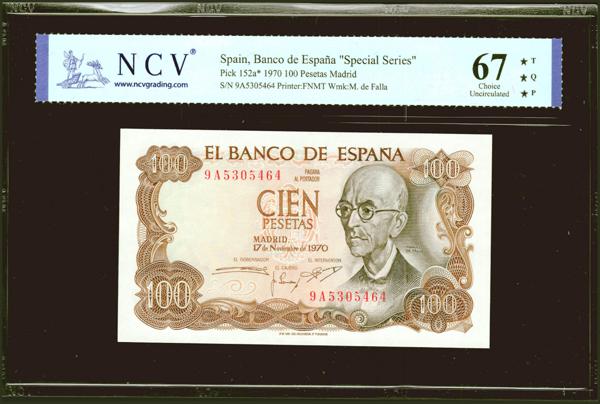 NCV®
www.ncvgrading.com
Spain, Banco de España "Special Series"
Pick 152a* 1970 100 Pesetas Madrid
S/N 9A5305464 Printer:FNMT Wmk:M. de Falla
67
Choice
Uncirculated
★ T
★ Q
★ P
100
EL BANCO DE ESPAÑA
100
9A5305464
PAGARA
AL PORTADOR
CIEN
PESETAS
MADRID,
17 de Noviembre de 1970
EL GOBERNADOR
EL INTERVENTOR
EL CAJERO
9A5305464
100
100